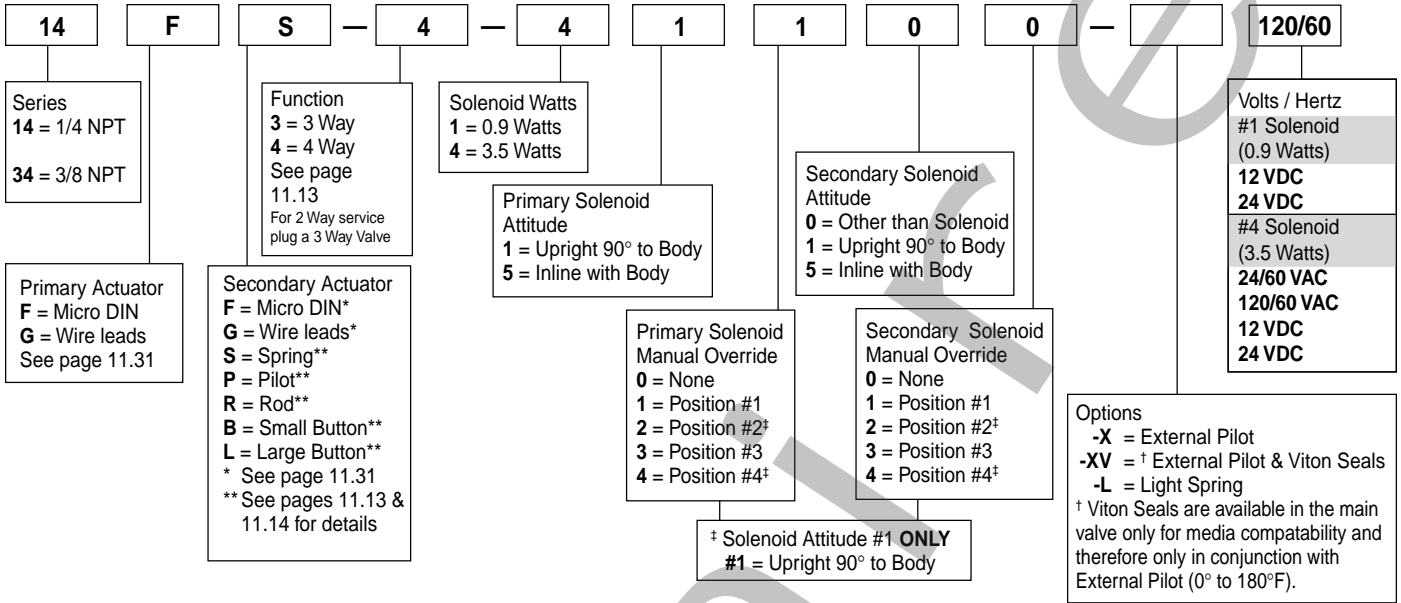 14 F S — 4 — 4 1 1 0 0 — 120/60
Series
14 = 1/4 NPT
34 = 3/8 NPT
Primary Actuator
F = Micro DIN
G = Wire leads
See page 11.31
Secondary Actuator
F = Micro DIN*
G = Wire leads*
S = Spring**
P = Pilot**
R = Rod**
B = Small Button**
L = Large Button**
* See page 11.31
** See pages 11.13 &
11.14 for details
Function
3 = 3 Way
4 = 4 Way
See page
11.13
For 2 Way service
plug a 3 Way Valve
Solenoid Watts
1 = 0.9 Watts
4 = 3.5 Watts
Primary Solenoid
Attitude
1 = Upright 90° to Body
5 = Inline with Body
Primary Solenoid
Manual Override
0 = None
1 = Position #1
2 = Position #2‡
3 = Position #3
4 = Position #4‡
Secondary Solenoid
Attitude
0 = Other than Solenoid
1 = Upright 90° to Body
5 = Inline with Body
Secondary Solenoid
Manual Override
0 = None
1 = Position #1
2 = Position #2‡
3 = Position #3
4 = Position #4‡
‡ Solenoid Attitude #1 ONLY
#1 = Upright 90° to Body
Options
-X = External Pilot
-XV = † External Pilot & Viton Seals
-L = Light Spring
† Viton Seals are available in the main
valve only for media compatability and
therefore only in conjunction with
External Pilot (0° to 180°F).
Volts / Hertz
#1 Solenoid
(0.9 Watts)
12 VDC
24 VDC
#4 Solenoid
(3.5 Watts)
24/60 VAC
120/60 VAC
12 VDC
24 VDC